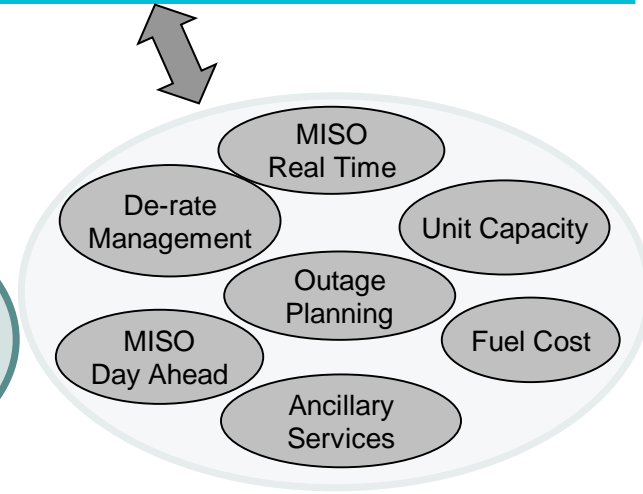 MISO
Real Time
De-rate
Management
Unit Capacity
Outage
Planning
MISO
Day Ahead
Fuel Cost
Ancillary
Services